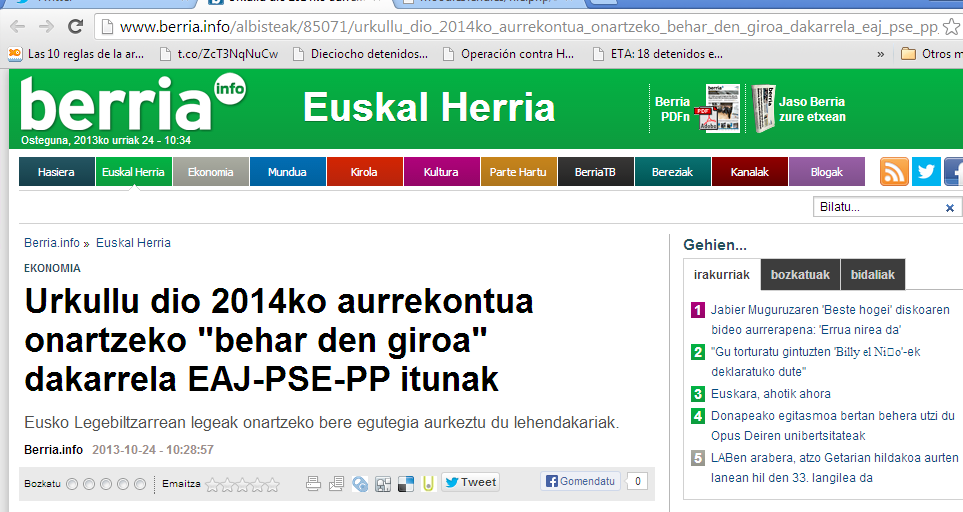 www.berria.info/albisteak/85071/urkullu_dio_2014ko_aurrekontua_onartzeko_behar_den_giroa_dakarrela_eaj_pse_pp
Las 10 reglas de la ar... t.co/ZcT3NqNuCw Dieciocho detenidos... Operación contra H... ETA: 18 detenidos e... » Otros m
berria info
Osteguna, 2013ko urriak 24 - 10:34
Euskal Herria
Berria PDFn
PDF
Adobe
Jaso Berria zure etxean
Hasiera Euskal Herria Ekonomia Mundua Kirola Kultura Parte Hartu BerriaTB Bereziak Kanalak Blogak
Bilatu... x
Berria.info » Euskal Herria
EKONOMIA
Urkullu dio 2014ko aurrekontua
onartzeko "behar den giroa"
dakarrela EAJ-PSE-PP itunak
Eusko Legebiltzarrean legeak onartzeko bere egutegia aurkeztu du lehendakariak.
Berria.info 2013-10-24 - 10:28:57
Bozkatu Emaitza Tweet Gomendatu 0
Gehien...
irakurriak bozkatuak bidaliak
1 Jabier Muguruzaren 'Beste hogei' diskoaren
bideo aurrerapena: 'Errua nirea da'
2 "Gu torturatu gintuzten 'Billy el Ni□o'-ek
deklaratuko dute"
3 Euskara, ahotik ahora
4 Donapeako egitasmoa bertan behera utzi du
Opus Deiren unibertsitateak
5 LABen arabera, atzo Getarian hildakoa aurten
lanean hil den 33. langilea da